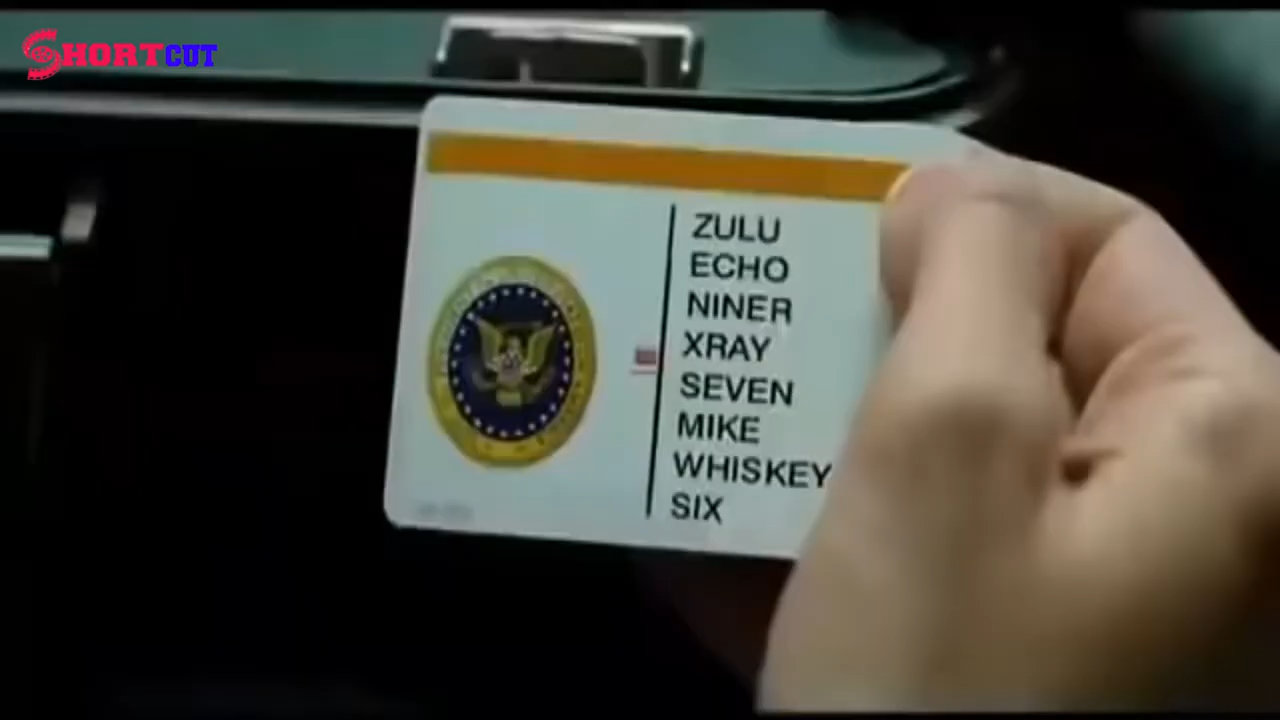 SHORTCUT
ZULU
ECHO
NINER
XRAY
SEVEN
MIKE
WHISKEY
SIX